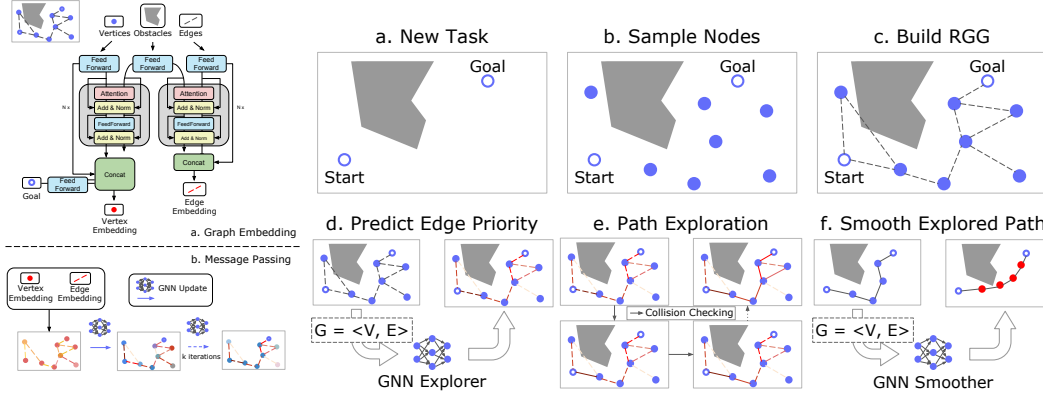 Vertices
Obstacles
Edges
Feed
Forward
Feed
Forward
Feed
Forward
Attention
Add & Norm
FeedForward
Add & Norm
N x
Attention
Add & Norm
FeedForward
Add & Norm
N x
Concat
Concat
Goal
Feed
Forward
Vertex
Embedding
Edge
Embedding
a. Graph Embedding
b. Message Passing
Vertex
Embedding
Edge
Embedding
GNN Update
k iterations
a. New Task
Goal
Start
b. Sample Nodes
Goal
Start
c. Build RGG
Goal
Start
d. Predict Edge Priority
G = <V, E>
GNN Explorer
e. Path Exploration
Collision Checking
f. Smooth Explored Path
G = <V, E>
GNN Smoother